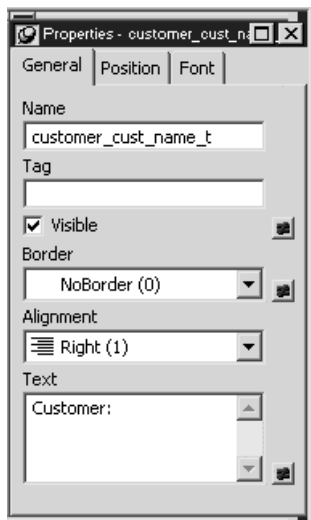 Properties - customer_cust_na
General Position Font
Name
customer_cust_name_t
Tag
Visible
Border
NoBorder (0)
Alignment
Right (1)
Text
Customer: